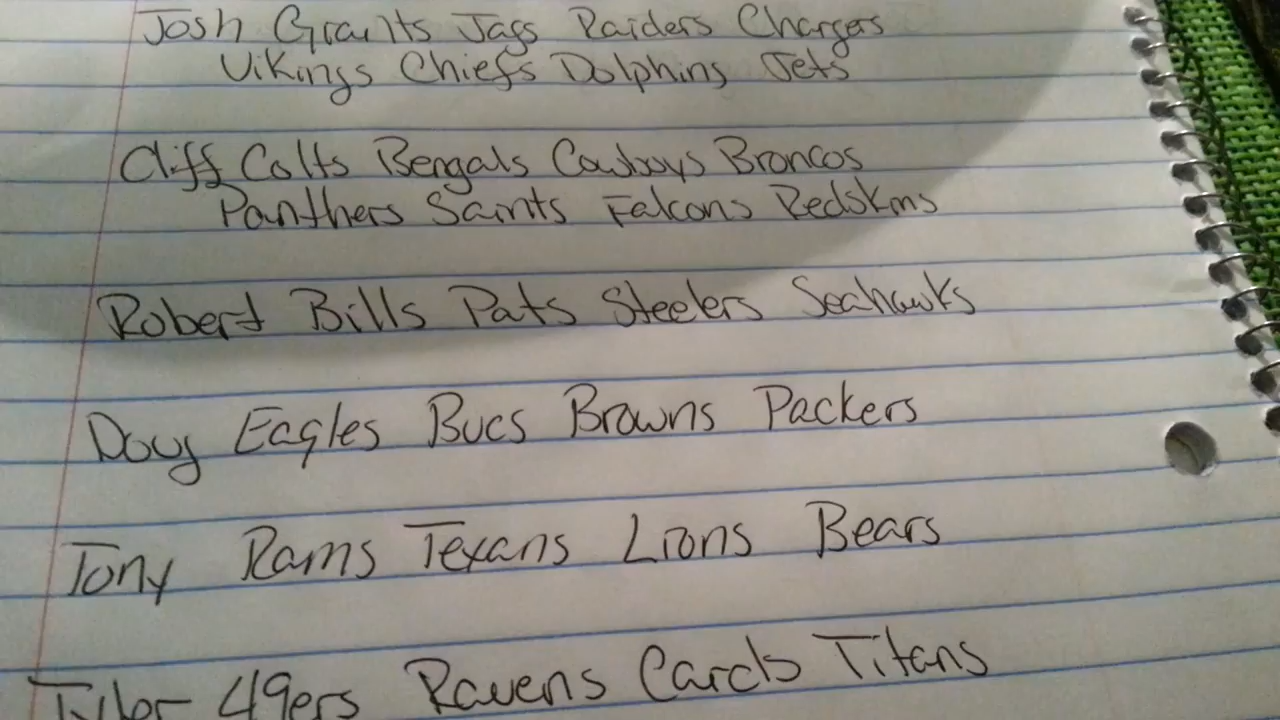 Josh Giants Jags Raiders Chargers
Vikings Chiefs Dolphins Jets
Cliff Colts Bengals Cowboys Broncos
Panthers Saints Falcons Redskins
Robert Bills Pats Steelers Seahawks
Doug Eagles Bucs Browns Packers
Tony Rams Texans Lions Bears
Tyler 49ers Ravens Cards Titans